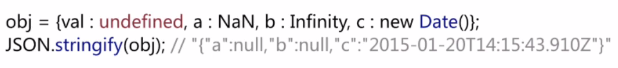 obj = {val : undefined, a : NaN, b : Infinity, c : new Date()};
JSON.stringify(obj); // "{"a":null,"b":null,"c":"2015-01-20T14:15:43.910Z"}"